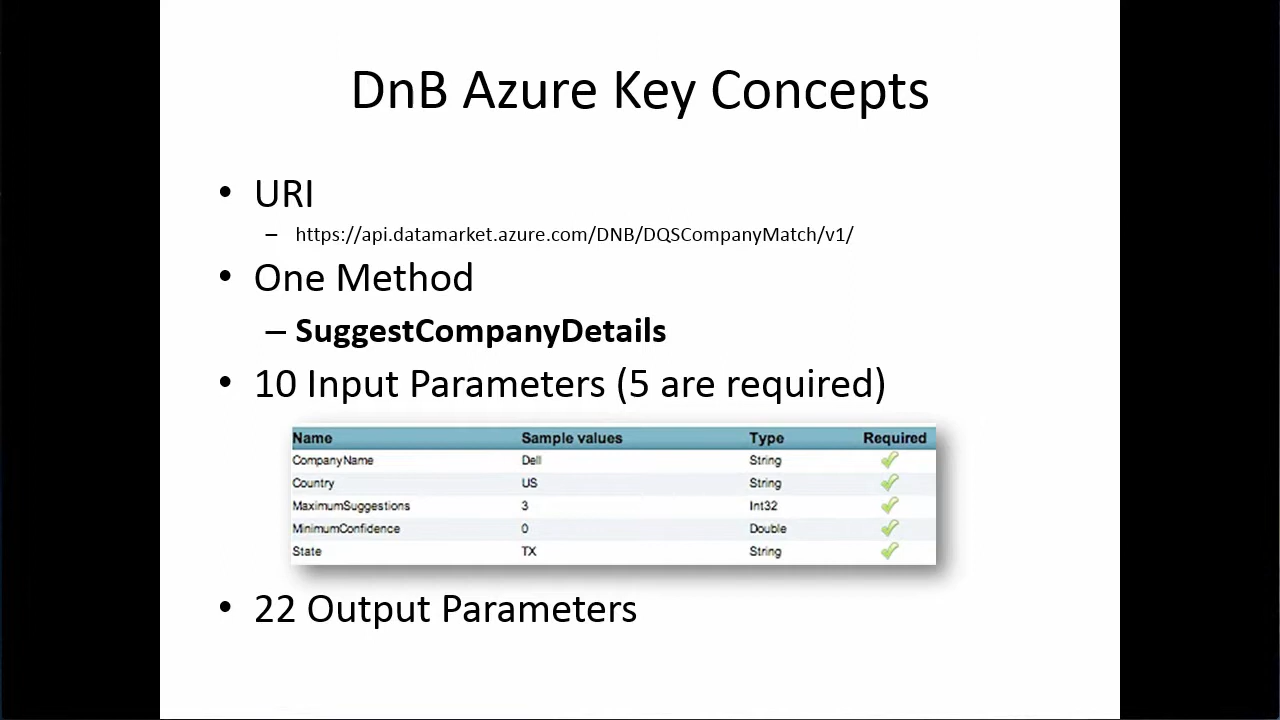 DnB Azure Key Concepts
• URI
– https://api.datamarket.azure.com/DNB/DQSCompanyMatch/v1/
• One Method
– SuggestCompanyDetails
• 10 Input Parameters (5 are required)
Name Sample values Type Required
CompanyName Dell String
Country US String
MaximumSuggestions 3 Int32
MinimumConfidence 0 Double
State TX String
• 22 Output Parameters